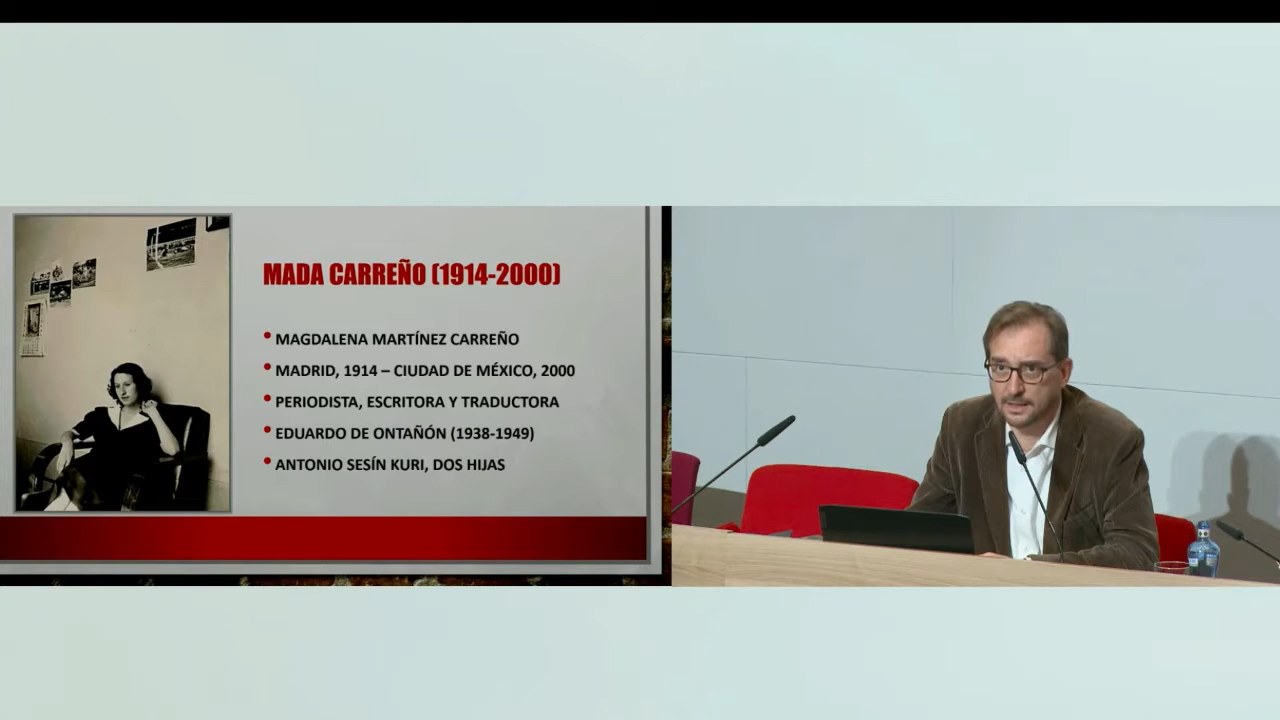 MADA CARREÑO (1914-2000)
• MAGDALENA MARTÍNEZ CARREÑO
• MADRID, 1914 – CIUDAD DE MÉXICO, 2000
• PERIODISTA, ESCRITORA Y TRADUCTORA
• EDUARDO DE ONTAÑÓN (1938-1949)
• ANTONIO SESÍN KURI, DOS HIJAS